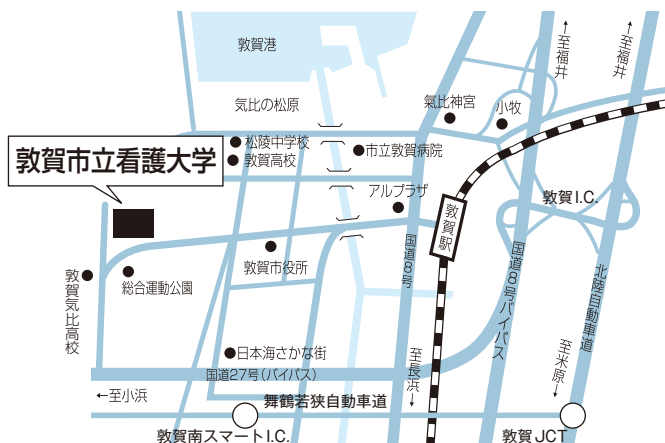 敦賀港
←至福井
←至福井
気比の松原
氣比神宮
小牧
松陵中学校
敦賀高校
市立敦賀病院
敦賀市立看護大学
アルプラザ
敦賀駅
敦賀I.C.
国道8号
国道8号バイパス
北陸自動車道
敦賀市役所
敦賀気比高校
総合運動公園
日本海さかな街
国道27号(バイパス)
至長浜→
至米原→
←至小浜
舞鶴若狭自動車道
敦賀南スマートI.C.
敦賀JCT